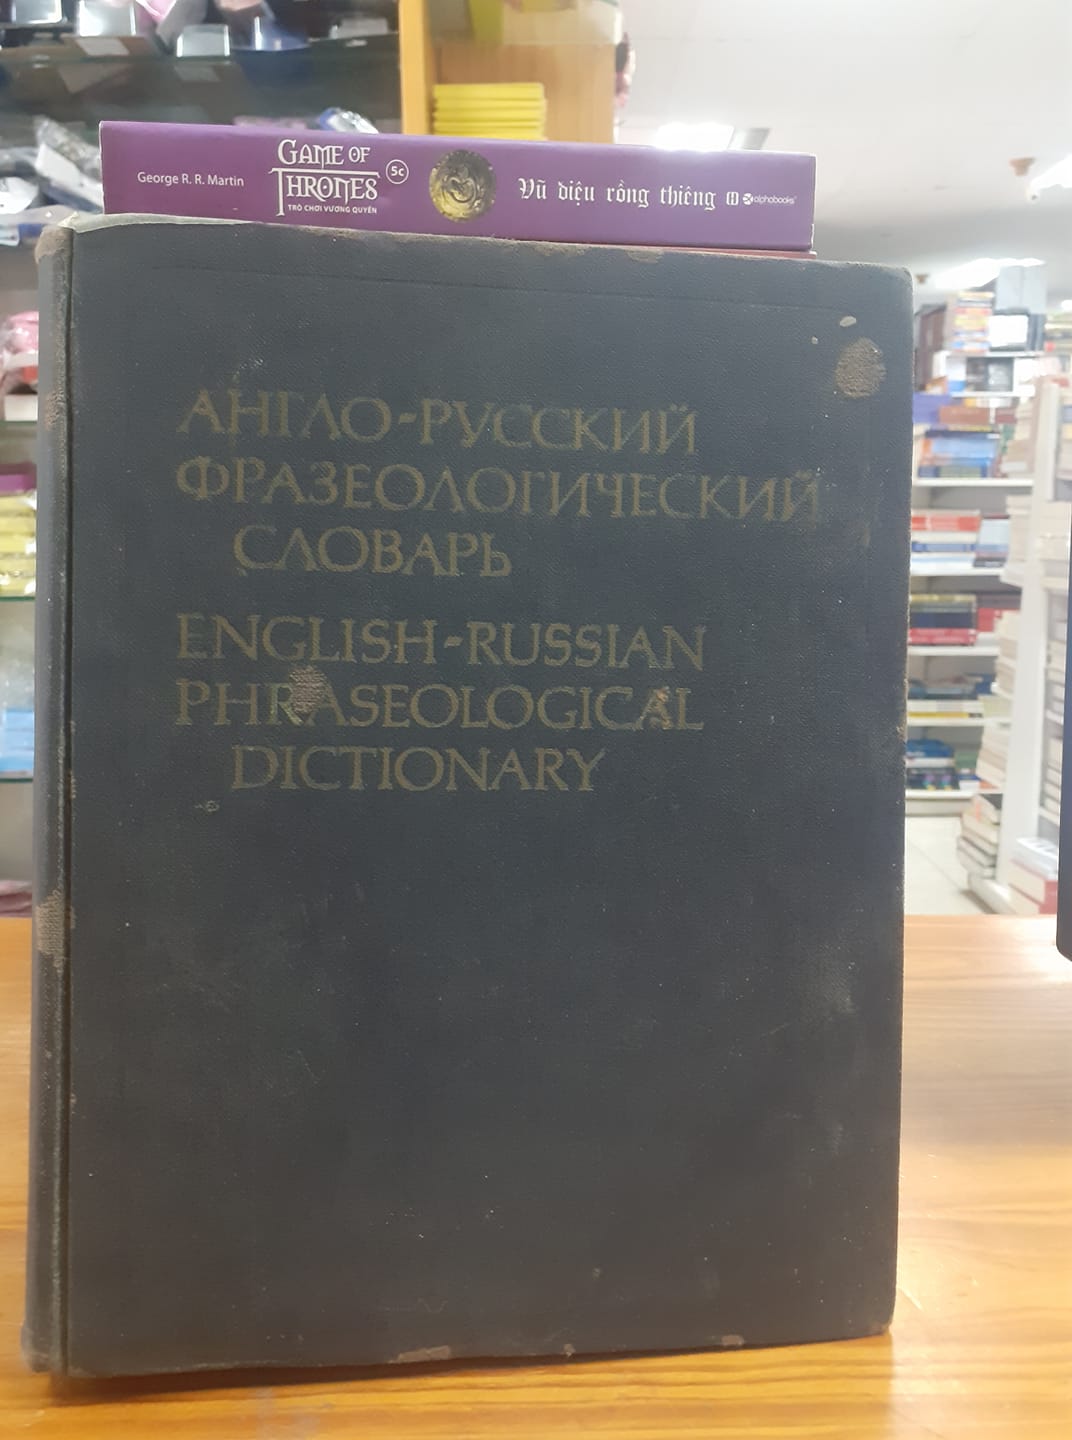 George R. R. Martin
GAME OF
THRONES
TRÒ CHƠI VƯƠNG QUYỀN
5c
Vũ điệu rồng thiêng
alphabooks
АНГЛО-РУССКИЙ
ФРАЗЕОЛОГИЧЕСКИЙ
СЛОВАРЬ
ENGLISH-RUSSIAN
PHRASEOLOGICAL
DICTIONARY